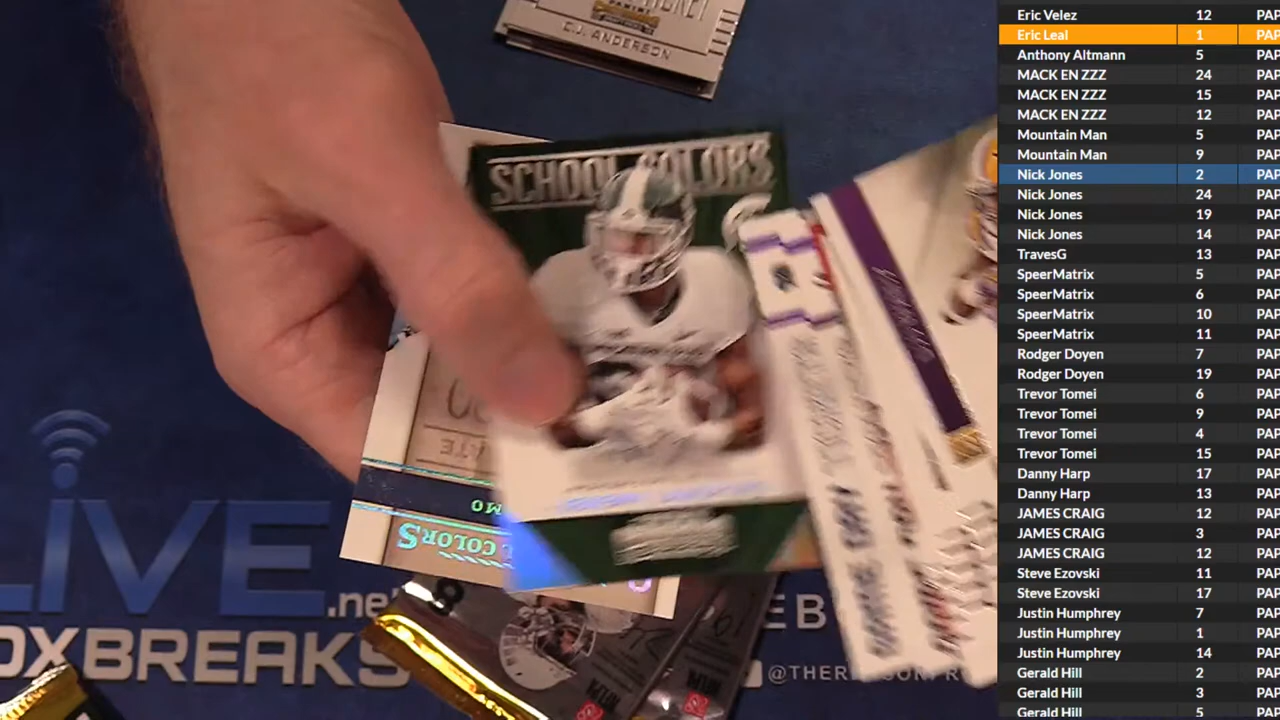 PANINI
C.J. ANDERSON
SCHOOL COLORS
COLORS
LIVE.ne
OXBREAKS
EB
Eric Velez 12 PAP
Eric Leal 1 PAP
Anthony Altmann 5 PAP
MACK EN ZZZ 24 PAP
MACK EN ZZZ 15 PAP
MACK EN ZZZ 12 PAP
Mountain Man 5 PAP
Mountain Man 9 PAP
Nick Jones 2 PAP
Nick Jones 24 PAP
Nick Jones 19 PAP
Nick Jones 14 PAP
TravesG 13 PAP
SpeerMatrix 5 PAP
SpeerMatrix 6 PAP
SpeerMatrix 10 PAP
SpeerMatrix 11 PAP
Rodger Doyen 7 PAP
Rodger Doyen 19 PAP
Trevor Tomei 6 PAP
Trevor Tomei 9 PAP
Trevor Tomei 4 PAP
Trevor Tomei 15 PAP
Danny Harp 17 PAP
Danny Harp 13 PAP
JAMES CRAIG 12 PAP
JAMES CRAIG 3 PAP
JAMES CRAIG 12 PAP
Steve Ezovski 11 PAP
Steve Ezovski 17 PAP
Justin Humphrey 7 PAP
Justin Humphrey 1 PAP
Justin Humphrey 14 PAP
Gerald Hill 2 PAP
Gerald Hill 3 PAP
Gerald Hill 5 PAP